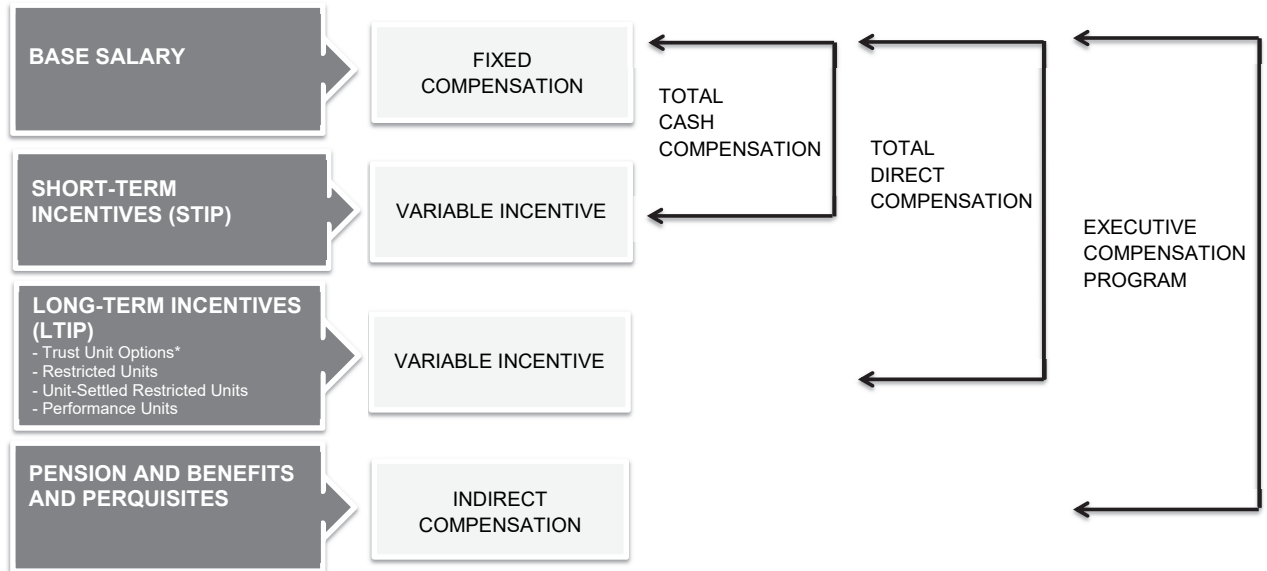 BASE SALARY
FIXED
COMPENSATION
SHORT-TERM
INCENTIVES (STIP)
VARIABLE INCENTIVE
LONG-TERM INCENTIVES
(LTIP)
- Trust Unit Options*
- Restricted Units
- Unit-Settled Restricted Units
- Performance Units
VARIABLE INCENTIVE
PENSION AND BENEFITS
AND PERQUISITES
INDIRECT
COMPENSATION
TOTAL
CASH
COMPENSATION
TOTAL
DIRECT
COMPENSATION
EXECUTIVE
COMPENSATION
PROGRAM